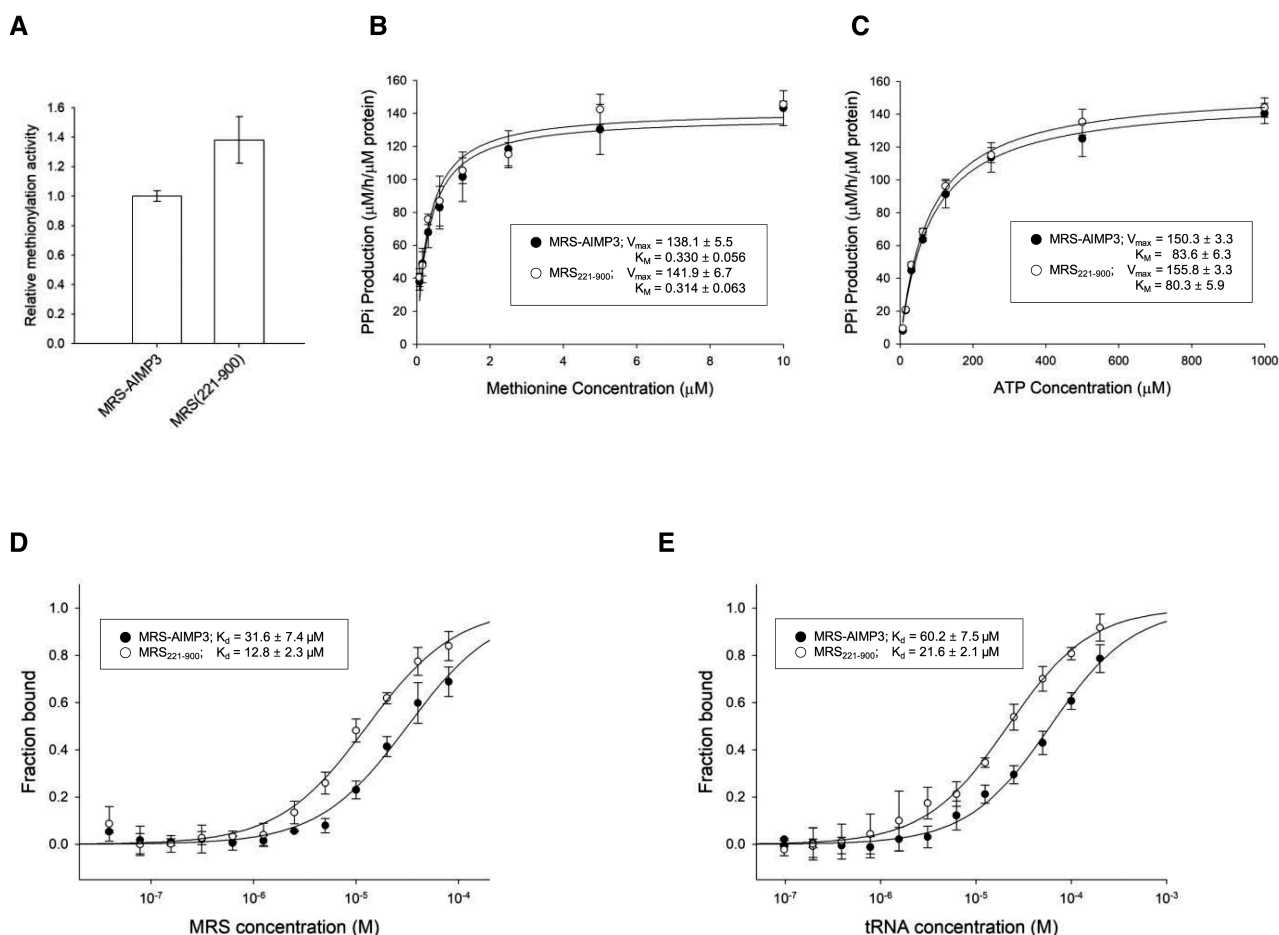 A
Relative methionylation activity
1.6
1.4
1.2
1.0
0.8
0.6
0.4
0.2
0.0
MRS-AIMP3
MRS(221-900)
B
PPi Production (μM/h/μM protein)
160
140
120
100
80
60
40
20
0
MRS-AIMP3; Vmax = 138.1 ± 5.5
KM = 0.330 ± 0.056
MRS221-900; Vmax = 141.9 ± 6.7
KM = 0.314 ± 0.063
0 2 4 6 8 10
Methionine Concentration (μM)
C
PPi Production (μM/h/μM protein)
160
140
120
100
80
60
40
20
0
MRS-AIMP3; Vmax = 150.3 ± 3.3
KM = 83.6 ± 6.3
MRS221-900; Vmax = 155.8 ± 3.3
KM = 80.3 ± 5.9
0 200 400 600 800 1000
ATP Concentration (μM)
D
Fraction bound
1.0
0.8
0.6
0.4
0.2
0.0
MRS-AIMP3; Kd = 31.6 ± 7.4 μM
MRS221-900; Kd = 12.8 ± 2.3 μM
10-7 10-6 10-5 10-4
MRS concentration (M)
E
Fraction bound
1.0
0.8
0.6
0.4
0.2
0.0
MRS-AIMP3; Kd = 60.2 ± 7.5 μM
MRS221-900; Kd = 21.6 ± 2.1 μM
10-7 10-6 10-5 10-4 10-3
tRNA concentration (M)